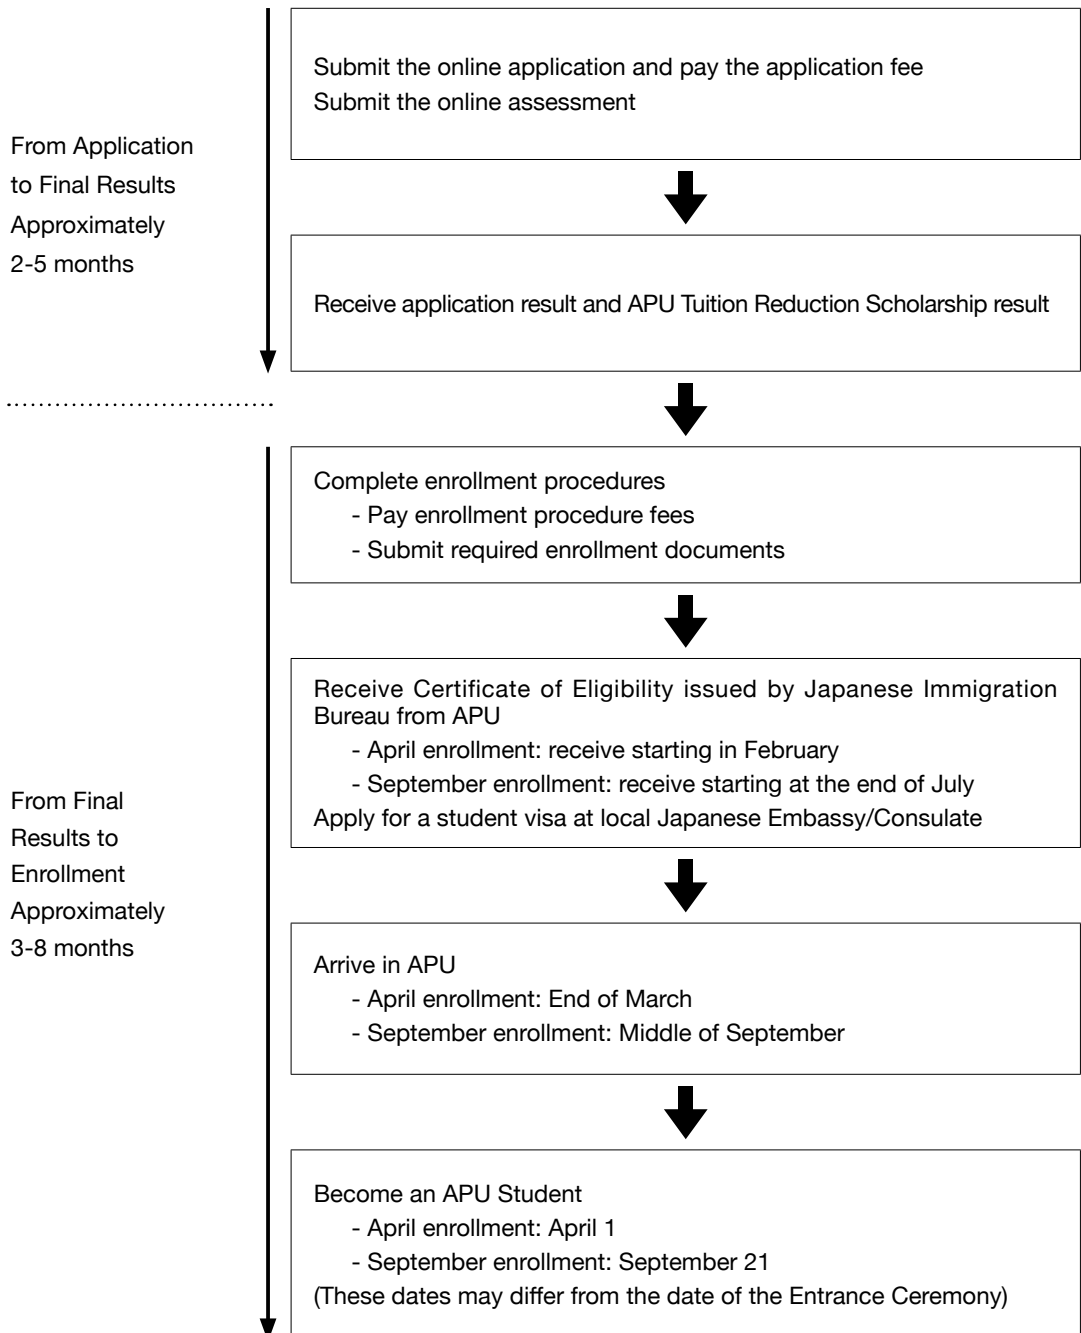 Submit the online application and pay the application fee
Submit the online assessment
From Application
to Final Results
Approximately
2-5 months
Receive application result and APU Tuition Reduction Scholarship result
Complete enrollment procedures
- Pay enrollment procedure fees
- Submit required enrollment documents
Receive Certificate of Eligibility issued by Japanese Immigration
Bureau from APU
- April enrollment: receive starting in February
- September enrollment: receive starting at the end of July
Apply for a student visa at local Japanese Embassy/Consulate
From Final
Results to
Enrollment
Approximately
3-8 months
Arrive in APU
- April enrollment: End of March
- September enrollment: Middle of September
Become an APU Student
- April enrollment: April 1
- September enrollment: September 21
(These dates may differ from the date of the Entrance Ceremony)